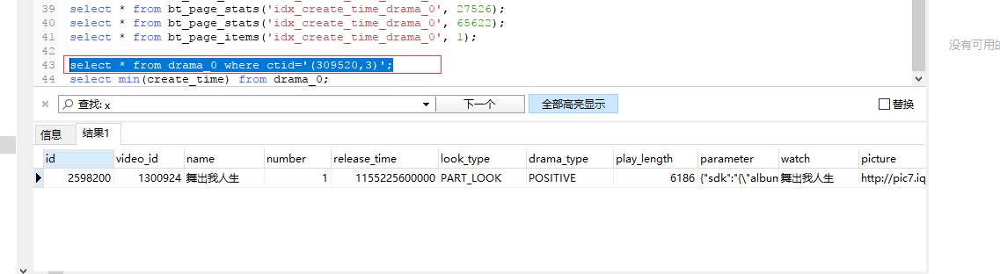 39 select * from bt_page_stats('idx_create_time_drama_0', 27526);
40 select * from bt_page_stats('idx_create_time_drama_0', 65622);
41 select * from bt_page_items('idx_create_time_drama_0', 1);
42
43 select * from drama_0 where ctid='(309520,3)';
44 select min(create_time) from drama_0;
没有可用的
查找: x 下一个 全部高亮显示 替换
信息 结果1
id video_id name number release_time look_type drama_type play_length parameter watch picture
2598200 1300924 舞出我人生 1 1155225600000 PART_LOOK POSITIVE 6186 {"sdk":"{\"album 舞出我人生 http://pic7.iq